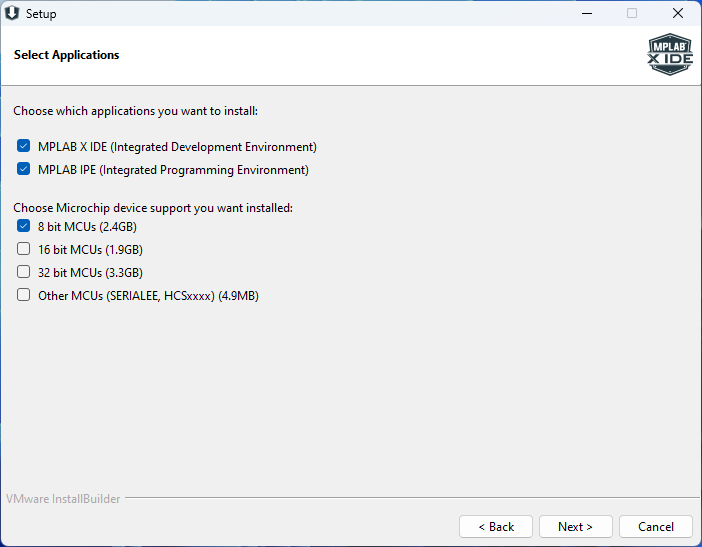 Setup
Select Applications
MPLAB®
X IDE
Choose which applications you want to install:
MPLAB X IDE (Integrated Development Environment)
MPLAB IPE (Integrated Programming Environment)
Choose Microchip device support you want installed:
8 bit MCUs (2.4GB)
16 bit MCUs (1.9GB)
32 bit MCUs (3.3GB)
Other MCUs (SERIALEE, HCSxxxx) (4.9MB)
VMware InstallBuilder
< Back
Next >
Cancel